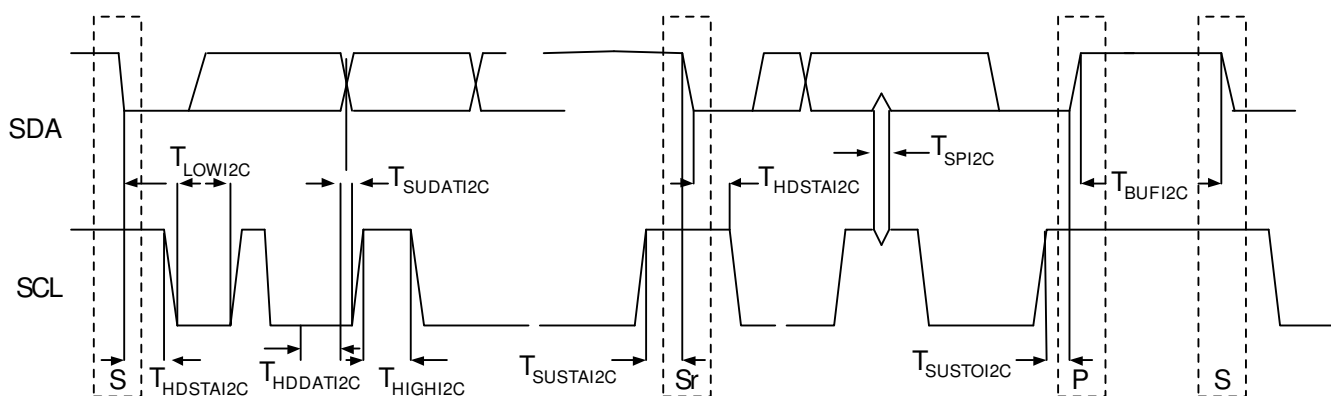 SDA
T_LOWI2C
T_SUDATI2C
T_HDSTAI2C
T_SPI2C
T_BUFI2C
SCL
S
T_HDSTAI2C
T_HDDATI2C
T_HIGHI2C
T_SUSTAI2C
Sr
T_SUSTOI2C
P
S